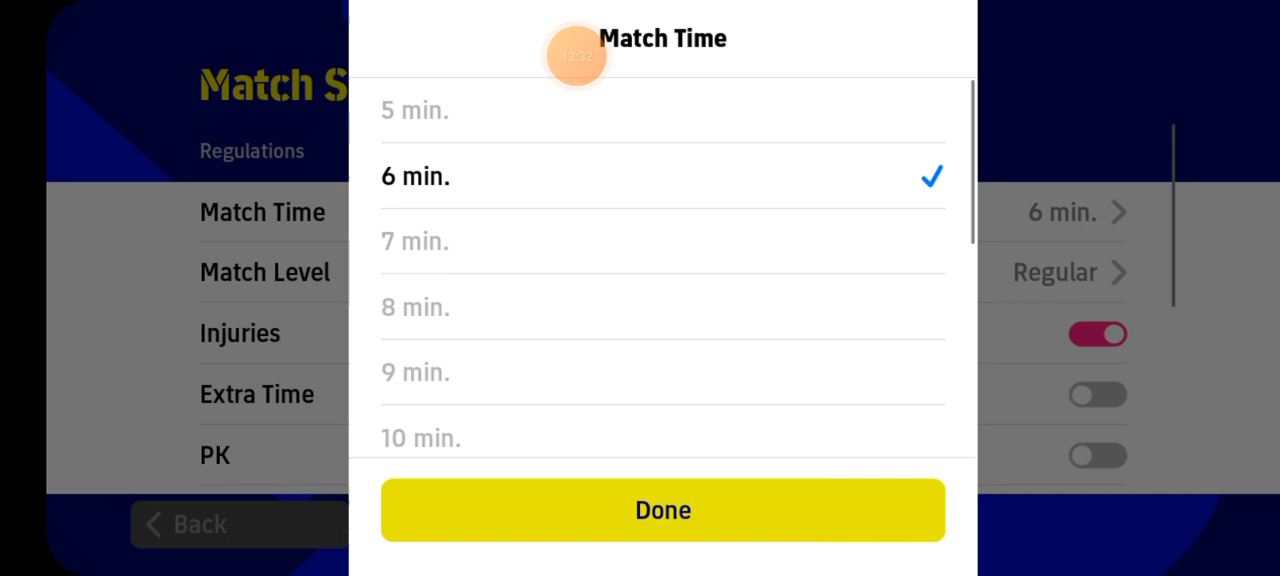 Match Time
12:32
Match S
Regulations
5 min.
6 min.
7 min.
8 min.
9 min.
10 min.
Match Time
6 min.
Match Level
Regular
Injuries
Extra Time
PK
Back
Done